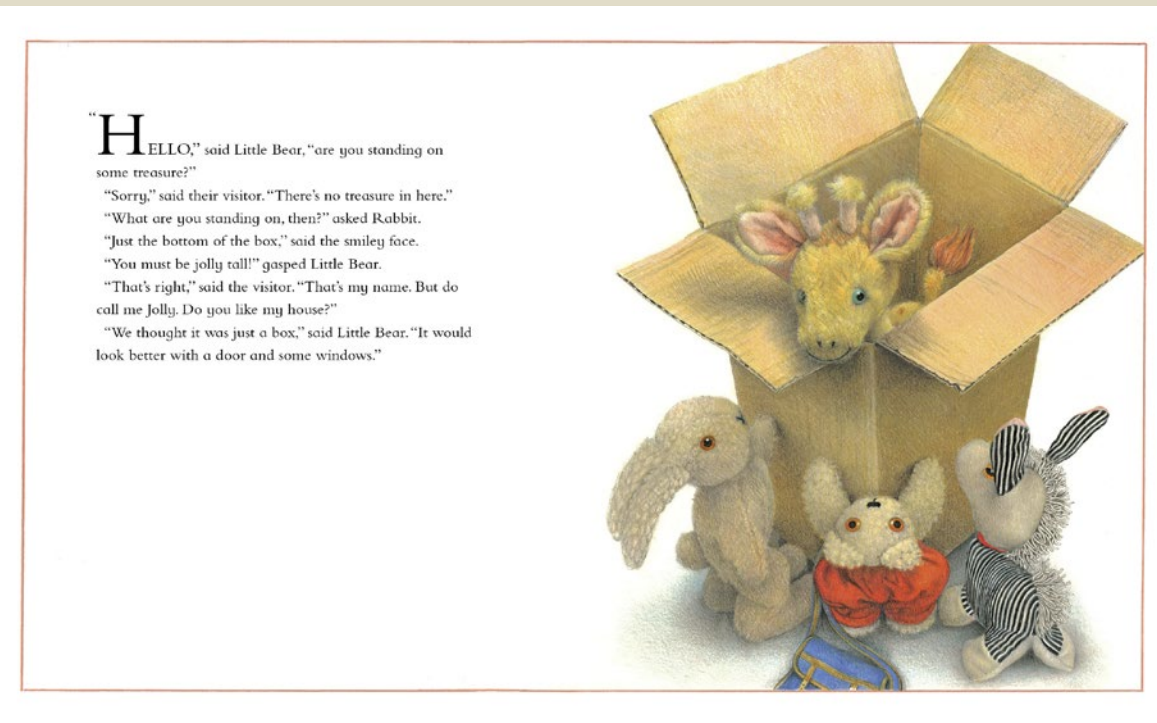 “HELLO,” said Little Bear, “are you standing on
some treasure?”
“Sorry,” said their visitor. “There’s no treasure in here.”
“What are you standing on, then?” asked Rabbit.
“Just the bottom of the box,” said the smiley face.
“You must be jolly tall!” gasped Little Bear.
“That’s right,” said the visitor. “That’s my name. But do
call me Jolly. Do you like my house?”
“We thought it was just a box,” said Little Bear. “It would
look better with a door and some windows.”